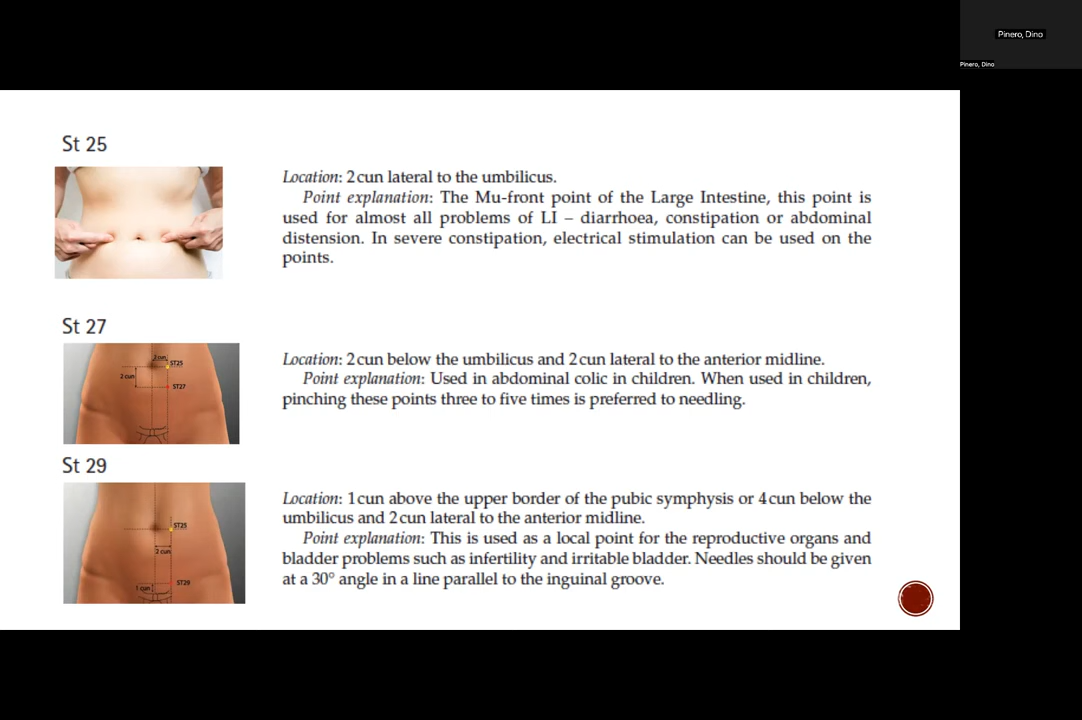 Pinero, Dino
Pinero, Dino
St 25
Location: 2 cun lateral to the umbilicus.
Point explanation: The Mu-front point of the Large Intestine, this point is
used for almost all problems of LI – diarrhoea, constipation or abdominal
distension. In severe constipation, electrical stimulation can be used on the
points.
St 27
2 cun
ST25
2 cun
ST27
Location: 2 cun below the umbilicus and 2 cun lateral to the anterior midline.
Point explanation: Used in abdominal colic in children. When used in children,
pinching these points three to five times is preferred to needling.
St 29
ST25
2 cun
ST29
1 cun
Location: 1 cun above the upper border of the pubic symphysis or 4 cun below the
umbilicus and 2 cun lateral to the anterior midline.
Point explanation: This is used as a local point for the reproductive organs and
bladder problems such as infertility and irritable bladder. Needles should be given
at a 30° angle in a line parallel to the inguinal groove.